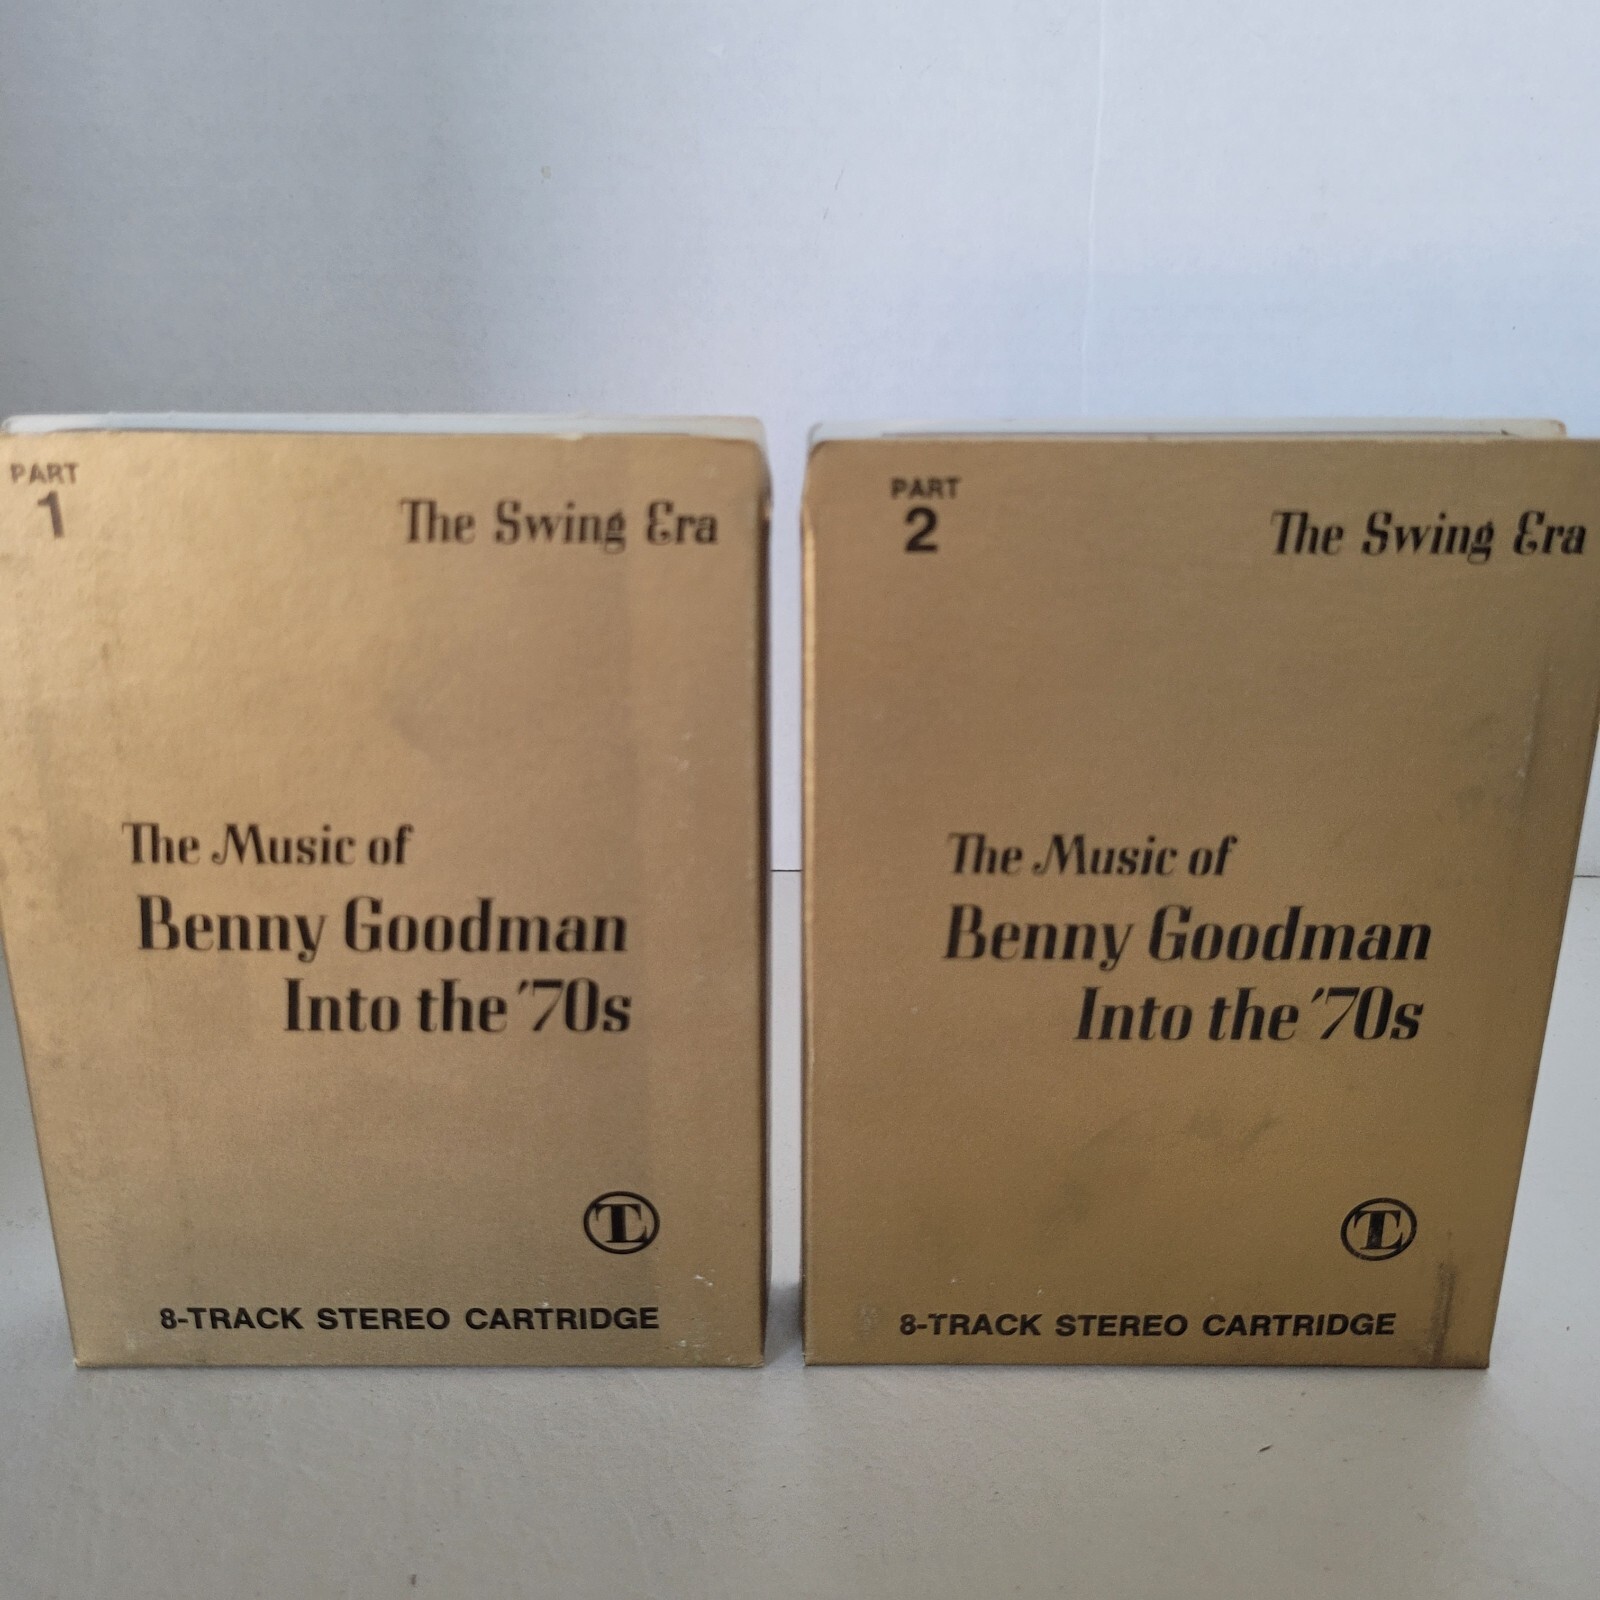 PART
1
The Swing Era
The Music of
Benny Goodman
Into the '70s
TL
8-TRACK STEREO CARTRIDGE
PART
2
The Swing Era
The Music of
Benny Goodman
Into the '70s
TL
8-TRACK STEREO CARTRIDGE